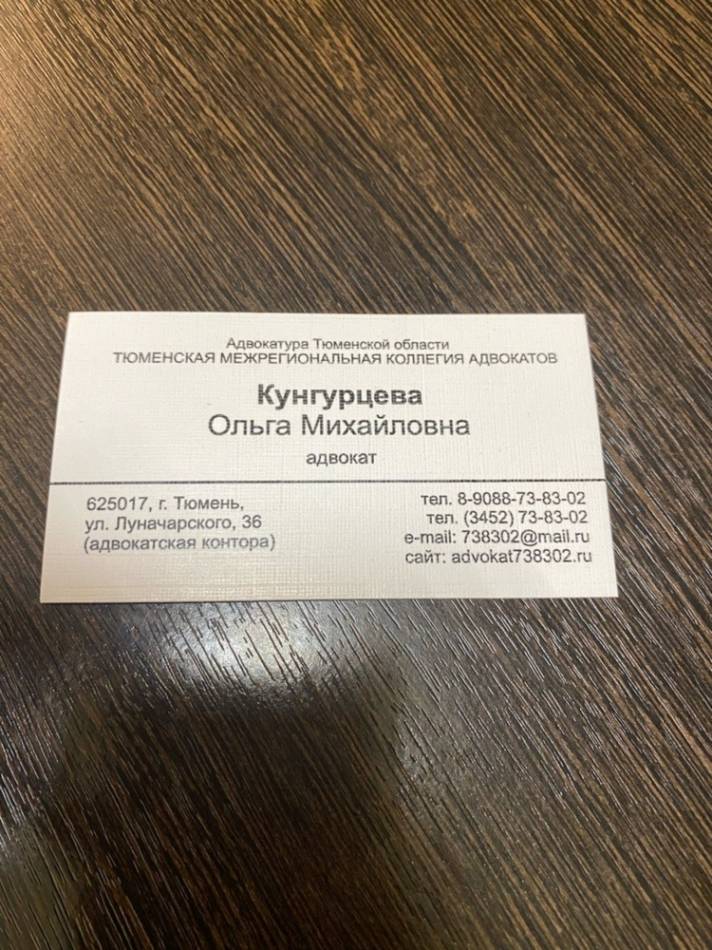 Адвокатура Тюменской области
ТЮМЕНСКАЯ МЕЖРЕГИОНАЛЬНАЯ КОЛЛЕГИЯ АДВОКАТОВ
Кунгурцева
Ольга Михайловна
адвокат
625017, г. Тюмень,
ул. Луначарского, 36
(адвокатская контора)
тел. 8-9088-73-83-02
тел. (3452) 73-83-02
e-mail: 738302@mail.ru
сайт: advokat738302.ru